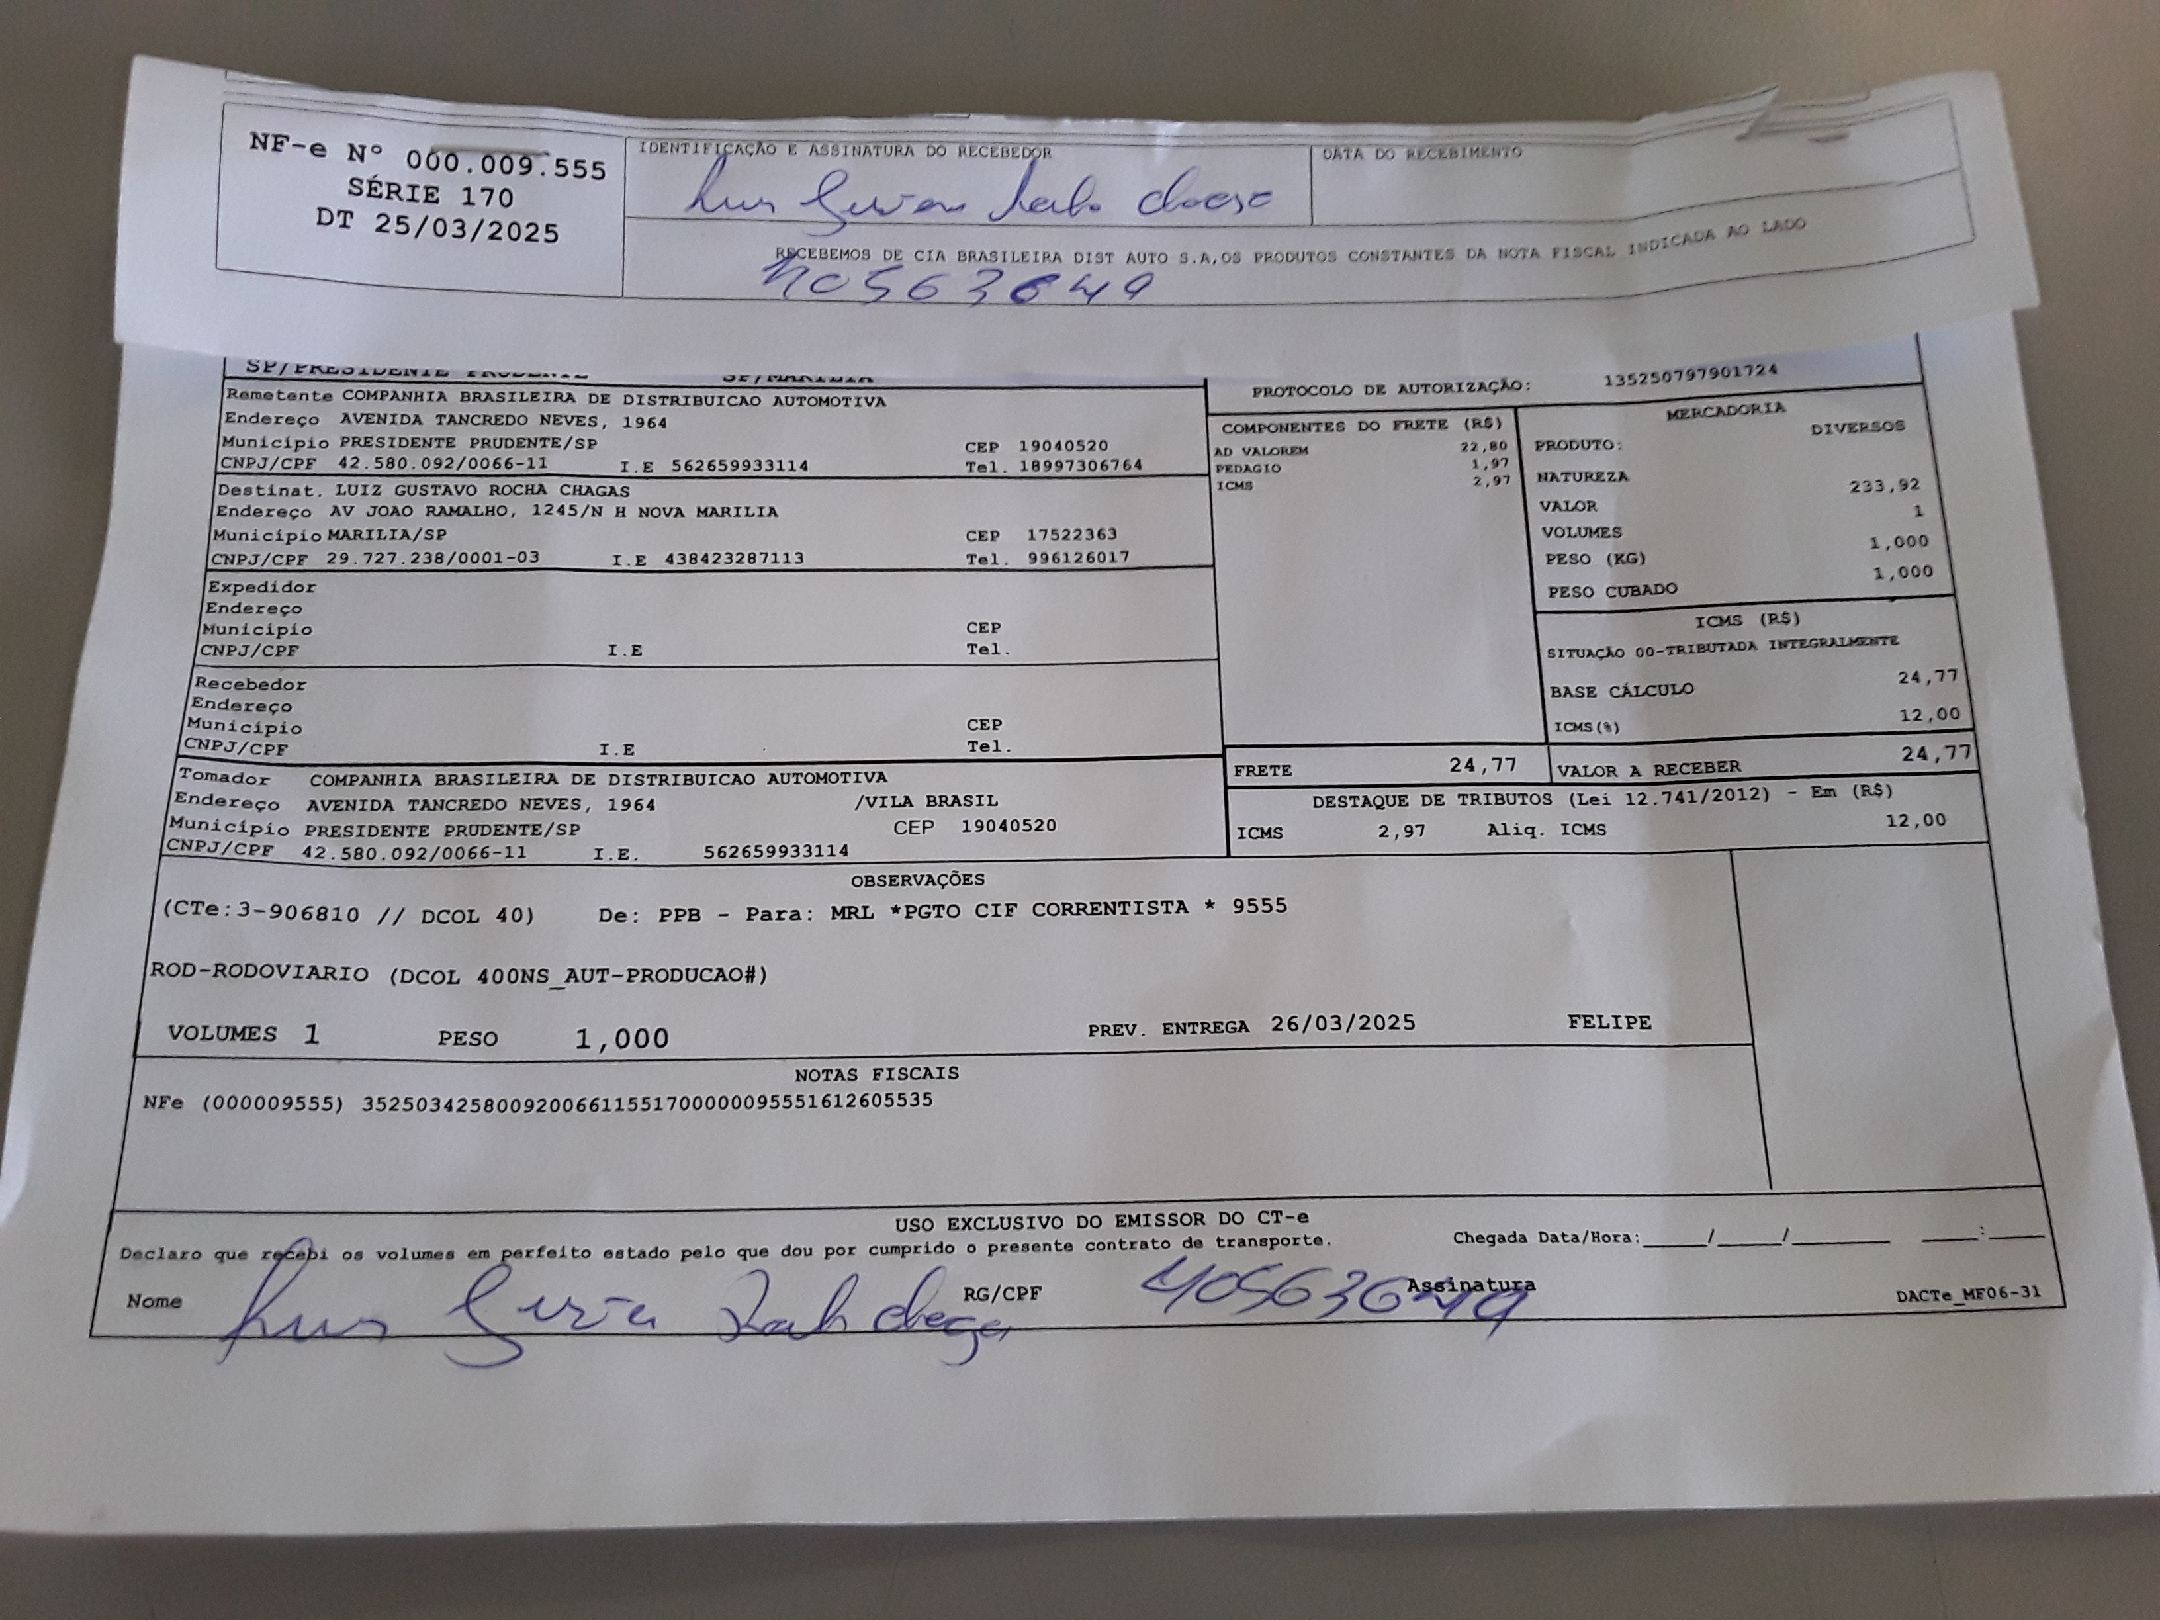 NF-e Nº 000.009.555
SÉRIE 170
DT 25/03/2025
IDENTIFICAÇÃO E ASSINATURA DO RECEBEDOR
DATA DO RECEBIMENTO
RECEBEMOS DE CIA BRASILEIRA DIST AUTO S.A,OS PRODUTOS CONSTANTES DA NOTA FISCAL INDICADA AO LADO
40563649
SP/PRESIDENTE PRUDENTE SP/MARILIA
PROTOCOLO DE AUTORIZAÇÃO: 135250797901724
Remetente COMPANHIA BRASILEIRA DE DISTRIBUICAO AUTOMOTIVA
Endereço AVENIDA TANCREDO NEVES, 1964
Município PRESIDENTE PRUDENTE/SP CEP 19040520
CNPJ/CPF 42.580.092/0066-11 I.E 562659933114 Tel. 18997306764
Destinat. LUIZ GUSTAVO ROCHA CHAGAS
Endereço AV JOAO RAMALHO, 1245/N H NOVA MARILIA
Município MARILIA/SP CEP 17522363
CNPJ/CPF 29.727.238/0001-03 I.E 438423287113 Tel. 996126017
Expedidor
Endereço
Município CEP
CNPJ/CPF I.E Tel.
Recebedor
Endereço
Município CEP
CNPJ/CPF I.E Tel.
Tomador COMPANHIA BRASILEIRA DE DISTRIBUICAO AUTOMOTIVA
Endereço AVENIDA TANCREDO NEVES, 1964 /VILA BRASIL
Município PRESIDENTE PRUDENTE/SP CEP 19040520
CNPJ/CPF 42.580.092/0066-11 I.E. 562659933114
COMPONENTES DO FRETE (R$)
AD VALOREM 22,80
PEDAGIO 1,97
ICMS 2,97
MERCADORIA
PRODUTO: DIVERSOS
NATUREZA
VALOR 233,92
VOLUMES 1
PESO (KG) 1,000
PESO CUBADO 1,000
ICMS (R$)
SITUAÇÃO 00-TRIBUTADA INTEGRALMENTE
BASE CÁLCULO 24,77
ICMS(%) 12,00
FRETE 24,77 VALOR A RECEBER 24,77
DESTAQUE DE TRIBUTOS (Lei 12.741/2012) - Em (R$)
ICMS 2,97 Aliq. ICMS 12,00
OBSERVAÇÕES
(CTe:3-906810 // DCOL 40) De: PPB - Para: MRL *PGTO CIF CORRENTISTA * 9555
ROD-RODOVIARIO (DCOL 400NS_AUT-PRODUCAO#)
VOLUMES 1 PESO 1,000 PREV. ENTREGA 26/03/2025 FELIPE
NOTAS FISCAIS
NFe (000009555) 35250342580092006611551700000095551612605535
USO EXCLUSIVO DO EMISSOR DO CT-e
Declaro que recebi os volumes em perfeito estado pelo que dou por cumprido o presente contrato de transporte. Chegada Data/Hora:_____/_____/________ ____:____
Nome RG/CPF 405636449 Assinatura DACTe_MF06-31